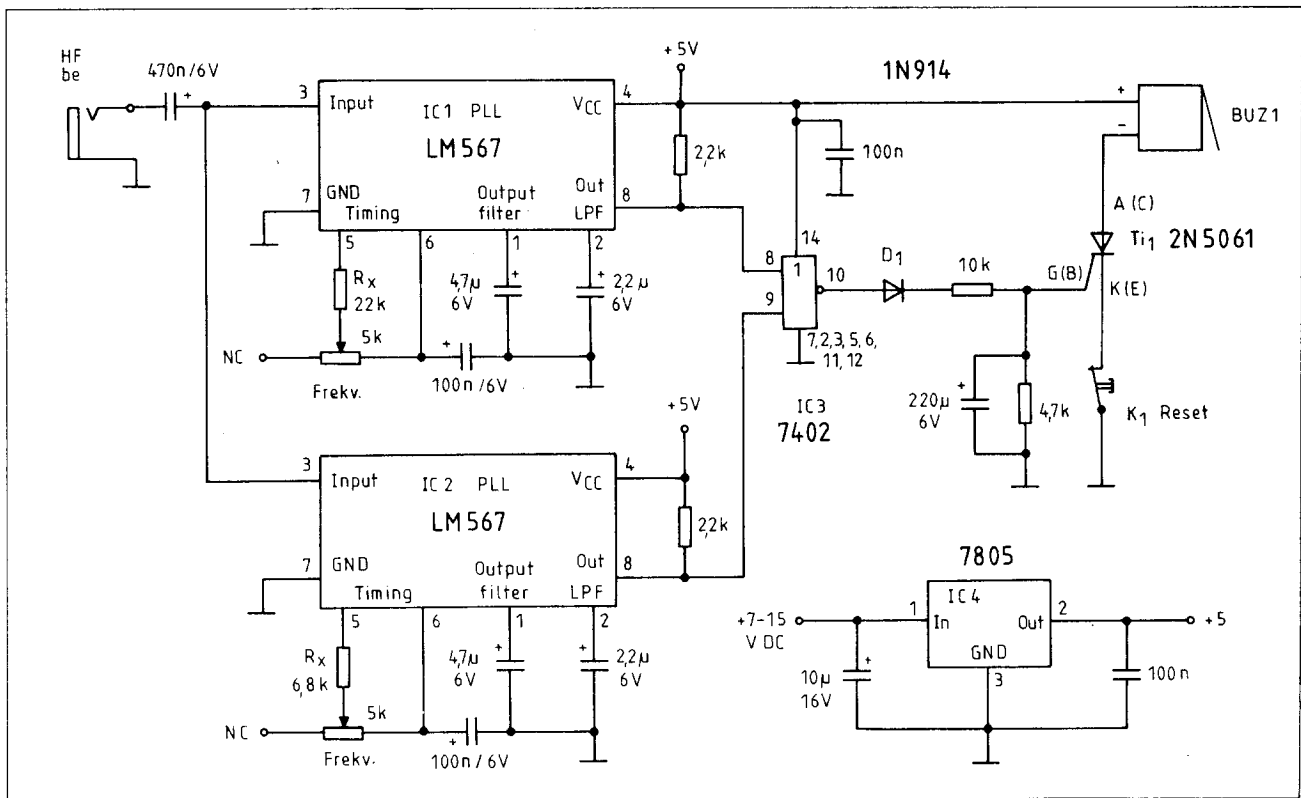 HF
be
470n/6V
+
3
Input
IC1 PLL
LM567
4
VCC
+5V
2,2k
7
GND
Timing
Output
filter
Out
LPF
8
5
6
1
2
RX
22k
4,7µ
6V
+
2,2µ
6V
+
NC
5k
Frekv.
+
100n/6V
1N914
100n
14
8
9
1
10
7,2,3,5,6,
11,12
IC3
7402
D1
10k
G(B)
+
-
BUZ1
A(C)
Ti1 2N5061
K(E)
220µ
6V
+
4,7k
K1 Reset
3
Input
IC2 PLL
LM567
4
VCC
+5V
2,2k
7
GND
Timing
Output
filter
Out
LPF
8
5
6
1
2
RX
6,8k
4,7µ
6V
+
2,2µ
6V
+
NC
5k
Frekv.
+
100n/6V
7805
+7-15
V DC
1
In
IC4
Out
2
+5
GND
3
10µ
16V
+
100n